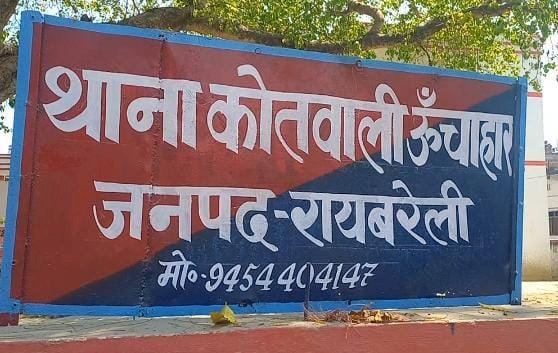 थाना कोतवाली ऊँचाहार
जनपद-रायबरेली
मो०-9454404147